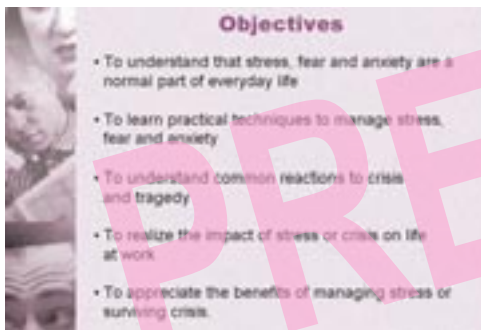 Objectives
• To understand that stress, fear and anxiety are a
normal part of everyday life
• To learn practical techniques to manage stress,
fear and anxiety
• To understand common reactions to crisis
and tragedy
• To realize the impact of stress or crisis on life
at work
• To appreciate the benefits of managing stress or
surviving crisis.
PRE